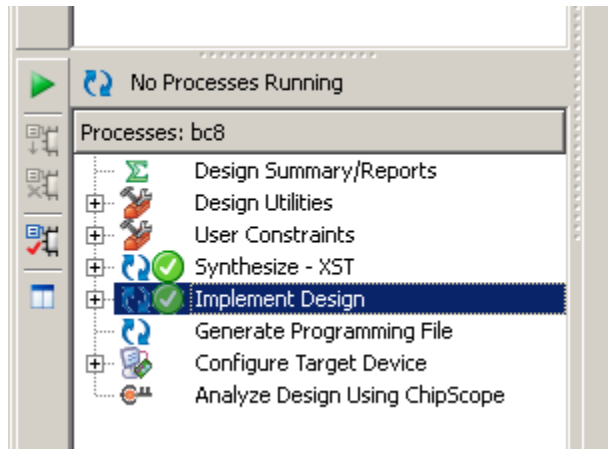 No Processes Running
Processes: bc8
Design Summary/Reports
Design Utilities
User Constraints
Synthesize - XST
Implement Design
Generate Programming File
Configure Target Device
Analyze Design Using ChipScope